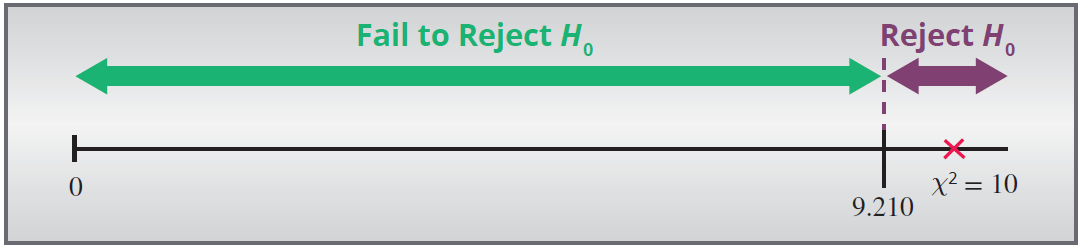 Fail to Reject H₀ Reject H₀
0
9.210
χ² = 10